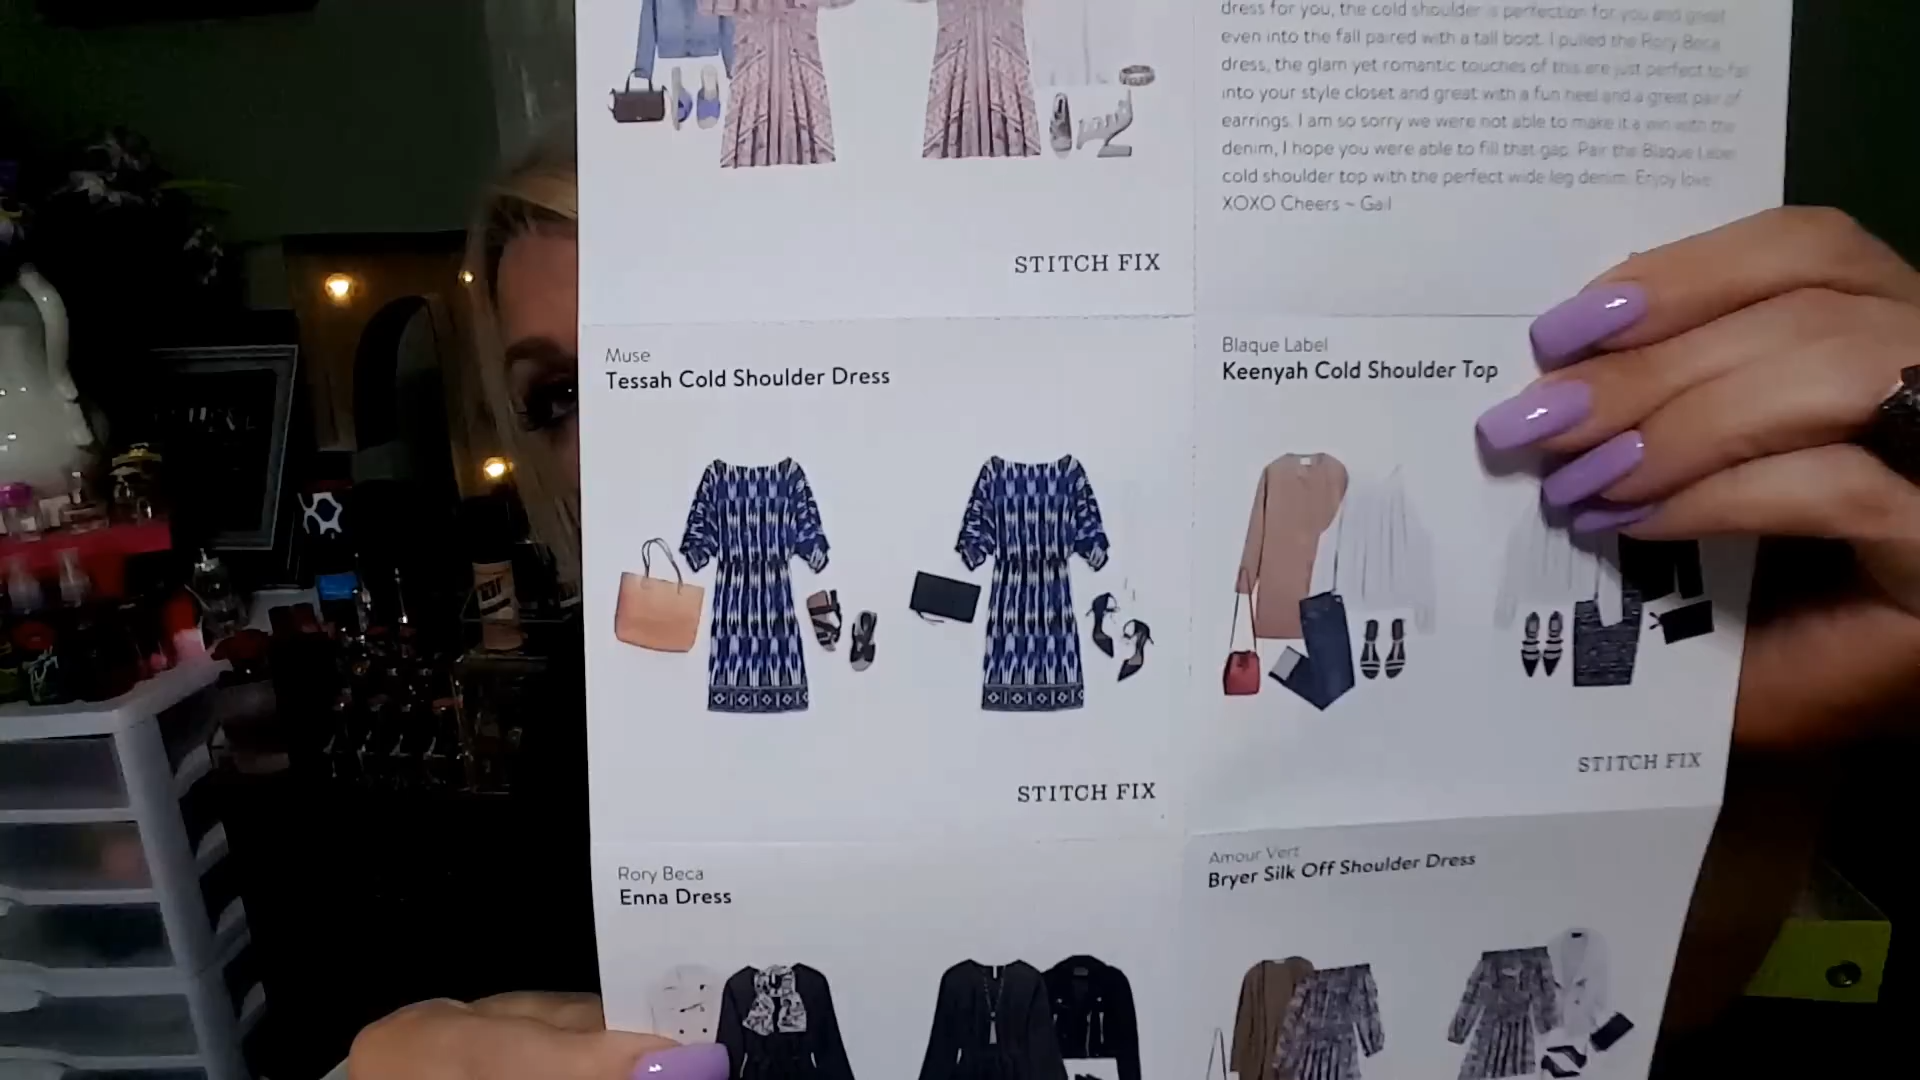 dress for you, the cold shoulder is perfection for you and great
even into the fall paired with a tall boot. I pulled the Rory Beca
dress, the glam yet romantic touches of this are just perfect to fall
into your style closet and great with a fun heel and a great pair of
earrings. I am so sorry we were not able to make it a win with the
denim, I hope you were able to fill that gap. Pair the Blaque Label
cold shoulder top with the perfect wide leg denim. Enjoy love
XOXO Cheers ~ Gail
STITCH FIX
Muse
Tessah Cold Shoulder Dress
STITCH FIX
Blaque Label
Keenyah Cold Shoulder Top
STITCH FIX
Rory Beca
Enna Dress
Amour Vert
Bryer Silk Off Shoulder Dress